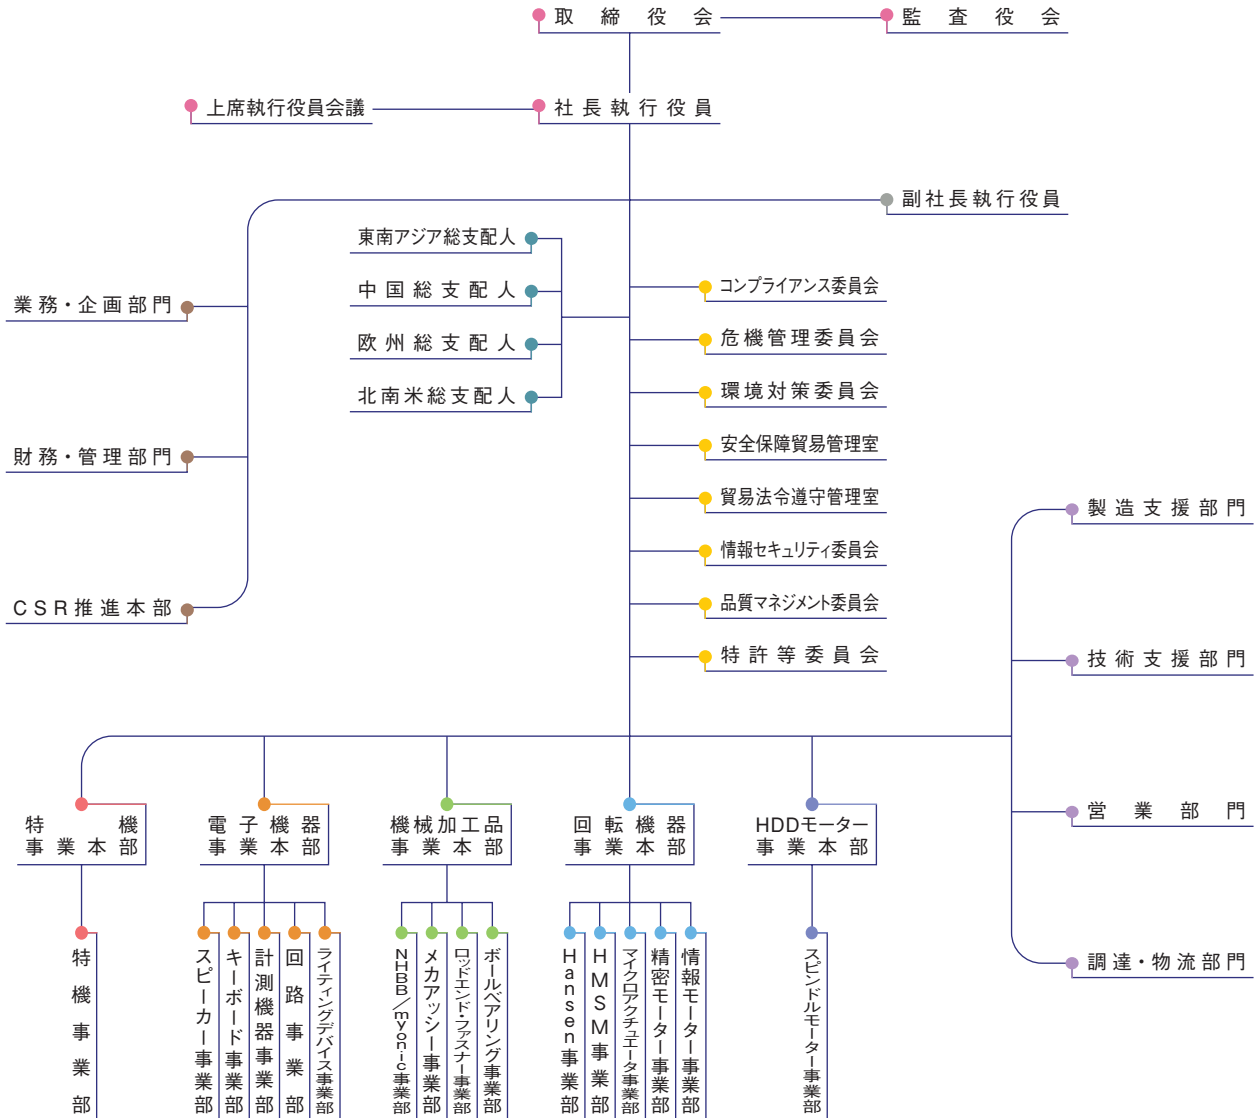 取締役会
監査役会
上席執行役員会議
社長執行役員
副社長執行役員
東南アジア総支配人
中国総支配人
欧州総支配人
北南米総支配人
業務・企画部門
財務・管理部門
CSR推進本部
コンプライアンス委員会
危機管理委員会
環境対策委員会
安全保障貿易管理室
貿易法令遵守管理室
情報セキュリティ委員会
品質マネジメント委員会
特許等委員会
製造支援部門
技術支援部門
営業部門
調達・物流部門
特機
事業本部
電子機器
事業本部
機械加工品
事業本部
回転機器
事業本部
HDDモーター
事業本部
特機事業部
スピーカー事業部
キーボード事業部
計測機器事業部
回路事業部
ライティングデバイス事業部
NHBB/myonic事業部
メカアッシー事業部
ロッドエンド・ファスナー事業部
ボールベアリング事業部
Hansen事業部
HMSM事業部
マイクロアクチュエータ事業部
精密モーター事業部
情報モーター事業部
スピンドルモーター事業部